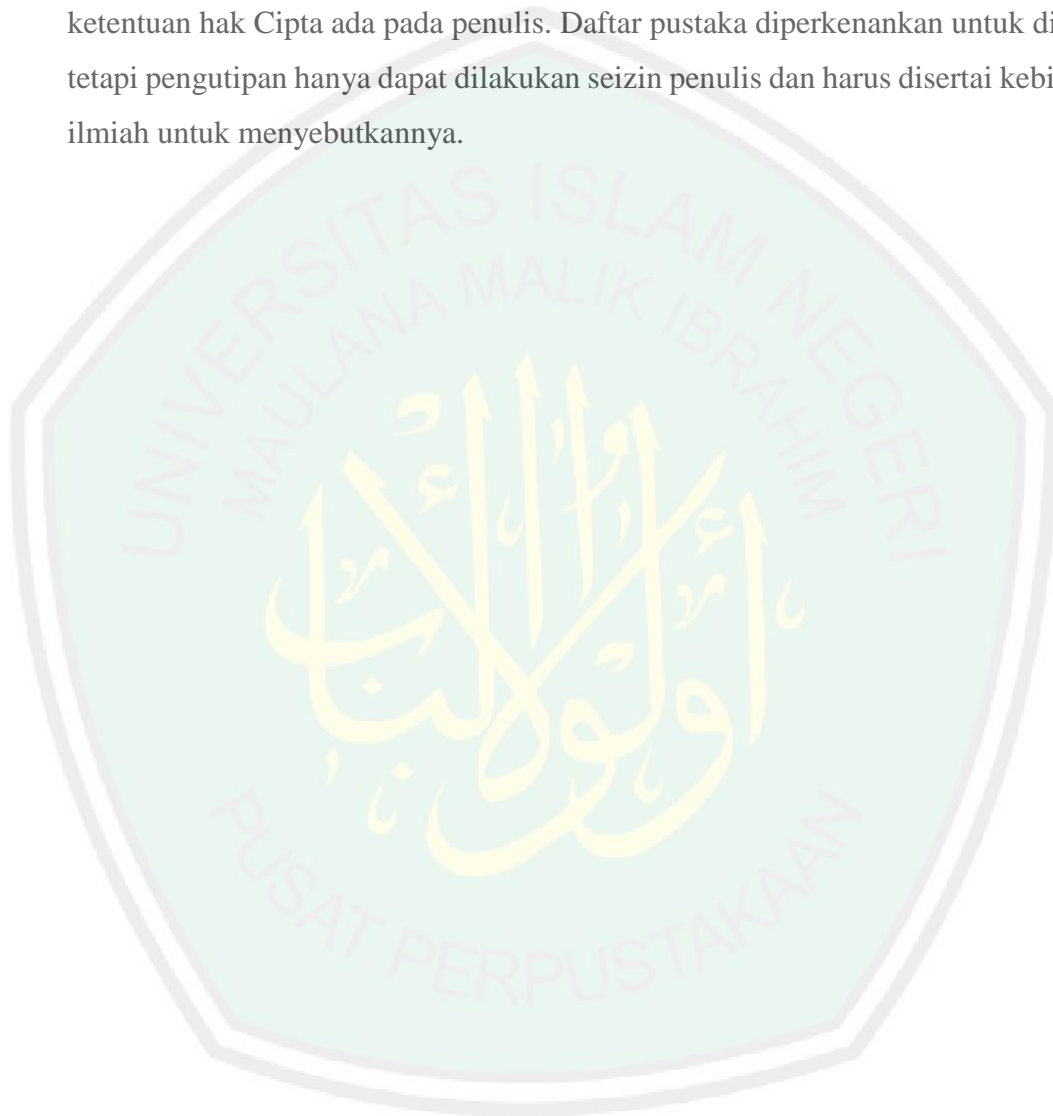 ketentuan hak Cipta ada pada penulis. Daftar pustaka diperkenankan untuk di
tetapi pengutipan hanya dapat dilakukan seizin penulis dan harus disertai kebi
ilmiah untuk menyebutkannya.
UNIVERSITAS ISLAM NEGERI
MAULANA MALIK IBRAHIM
أولوا الألباب
PUSAT PERPUSTAKAAN